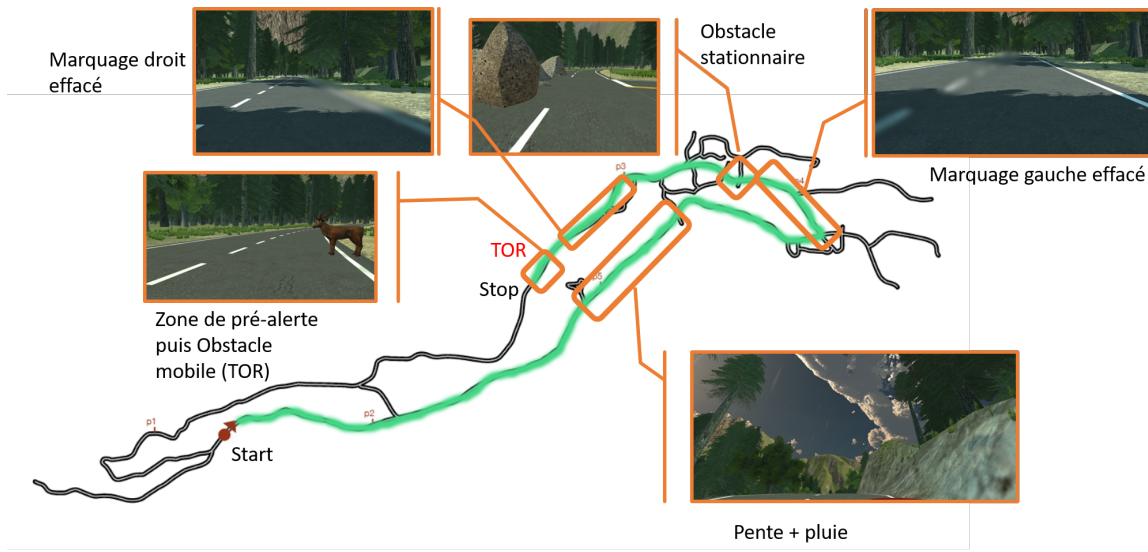 Marquage droit
effacé
Obstacle
stationnaire
Marquage gauche effacé
p3
p4
TOR
Stop
p5
Zone de pré-alerte
puis Obstacle
mobile (TOR)
p1
p2
Start
Pente + pluie